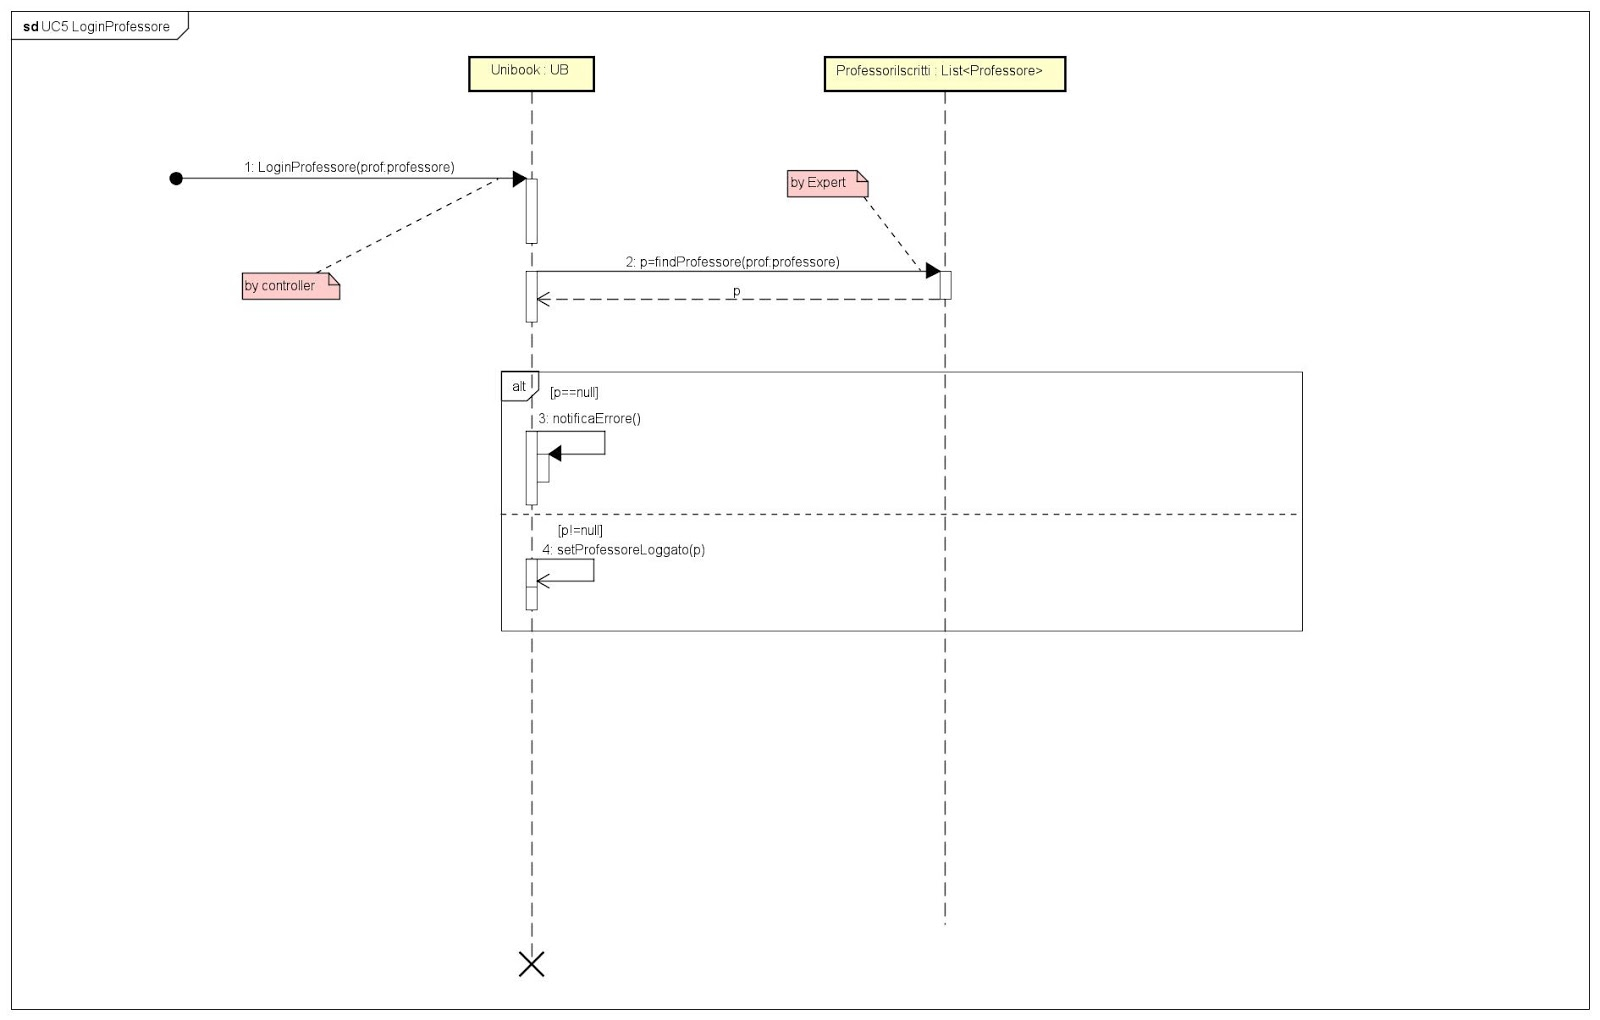 sd UC5 LoginProfessore
Unibook : UB
ProfessoriIscritti : List<Professore>
1: LoginProfessore(prof:professore)
by Expert
2: p=findProfessore(prof:professore)
by controller
p
alt
[p==null]
3: notificaErrore()
[p!=null]
4: setProfessoreLoggato(p)